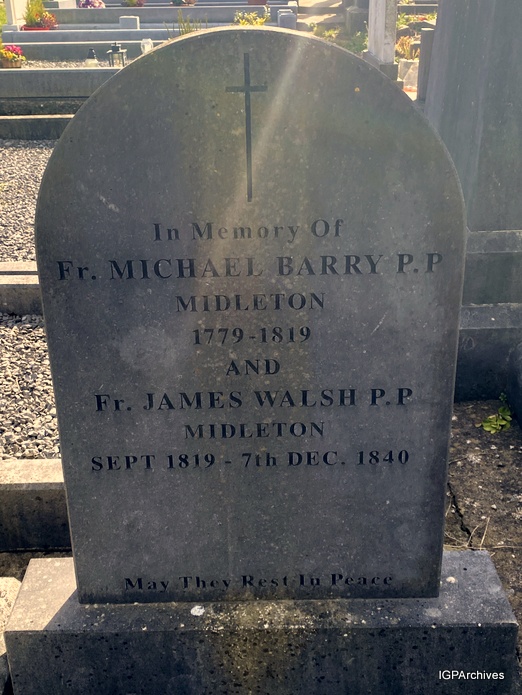 In Memory Of
Fr. MICHAEL BARRY P.P
MIDLETON
1779-1819
AND
Fr. JAMES WALSH P.P
MIDLETON
SEPT 1819 - 7th DEC. 1840
May They Rest In Peace
IGPArchives